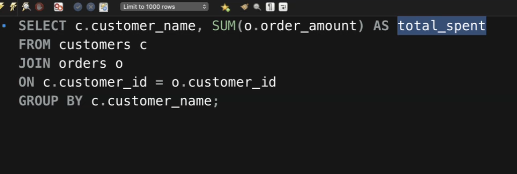 Limit to 1000 rows
SELECT c.customer_name, SUM(o.order_amount) AS total_spent
FROM customers c
JOIN orders o
ON c.customer_id = o.customer_id
GROUP BY c.customer_name;